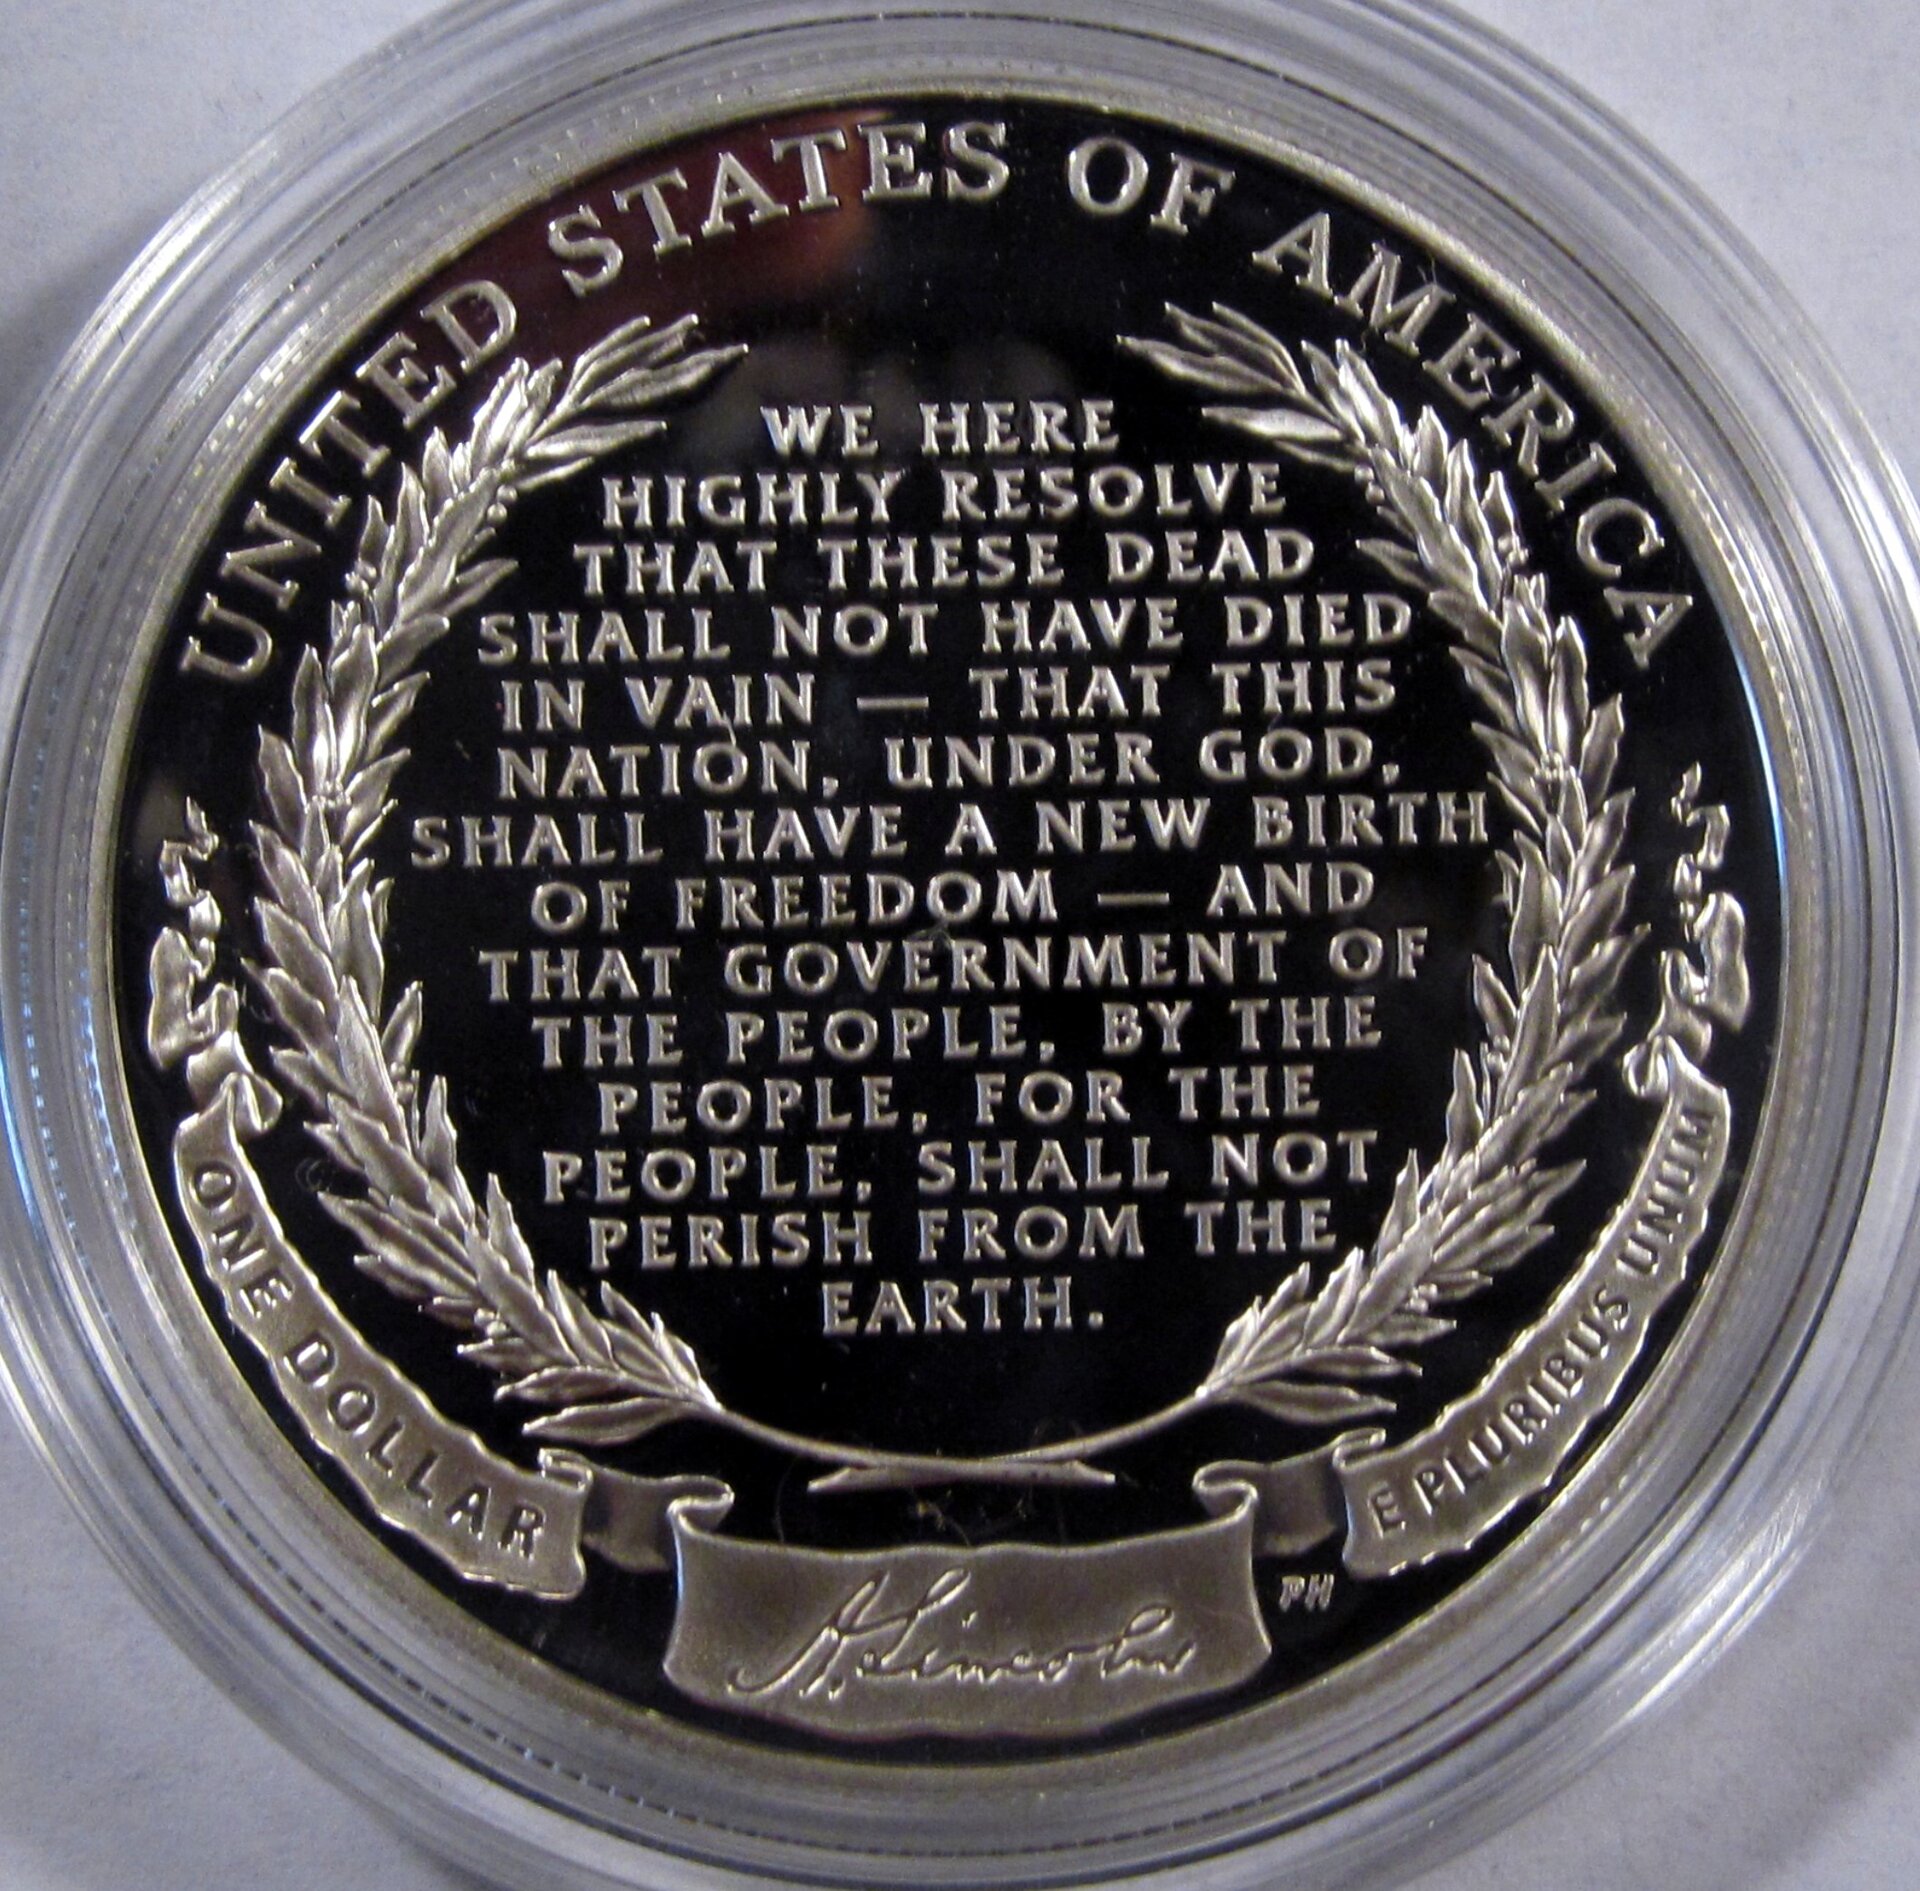 UNITED STATES OF AMERICA
WE HERE
HIGHLY RESOLVE
THAT THESE DEAD
SHALL NOT HAVE DIED
IN VAIN — THAT THIS
NATION, UNDER GOD,
SHALL HAVE A NEW BIRTH
OF FREEDOM — AND
THAT GOVERNMENT OF
THE PEOPLE, BY THE
PEOPLE, FOR THE
PEOPLE, SHALL NOT
PERISH FROM THE
EARTH.
ONE DOLLAR
A. Lincoln
PH
E PLURIBUS UNUM